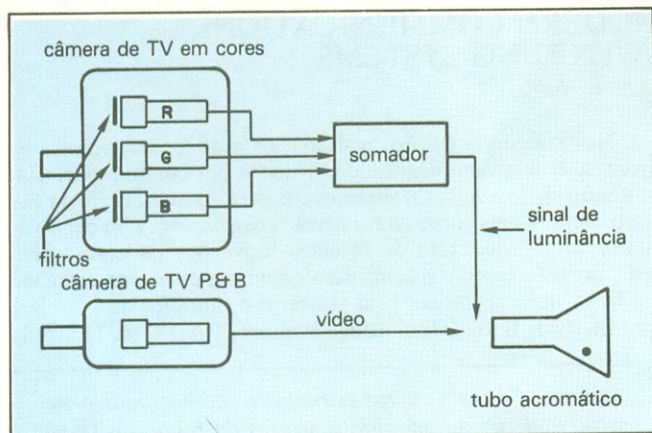 câmera de TV em cores
R
G
B
somador
sinal de
luminância
filtros
câmera de TV P&B
vídeo
tubo acromático